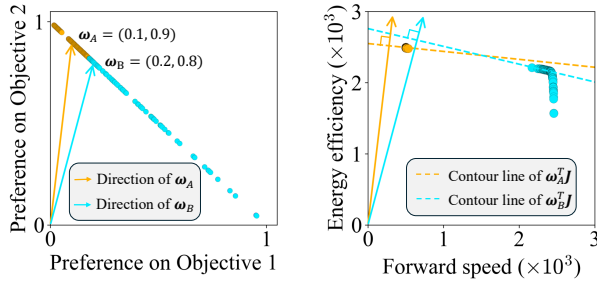 Preference on Objective 2
1
0
0
1
Preference on Objective 1
ω_A = (0.1, 0.9)
ω_B = (0.2, 0.8)
Direction of ω_A
Direction of ω_B
Energy efficiency (×10³)
3
2
1
0
0
1
2
3
Forward speed (×10³)
Contour line of ω_A^T J
Contour line of ω_B^T J